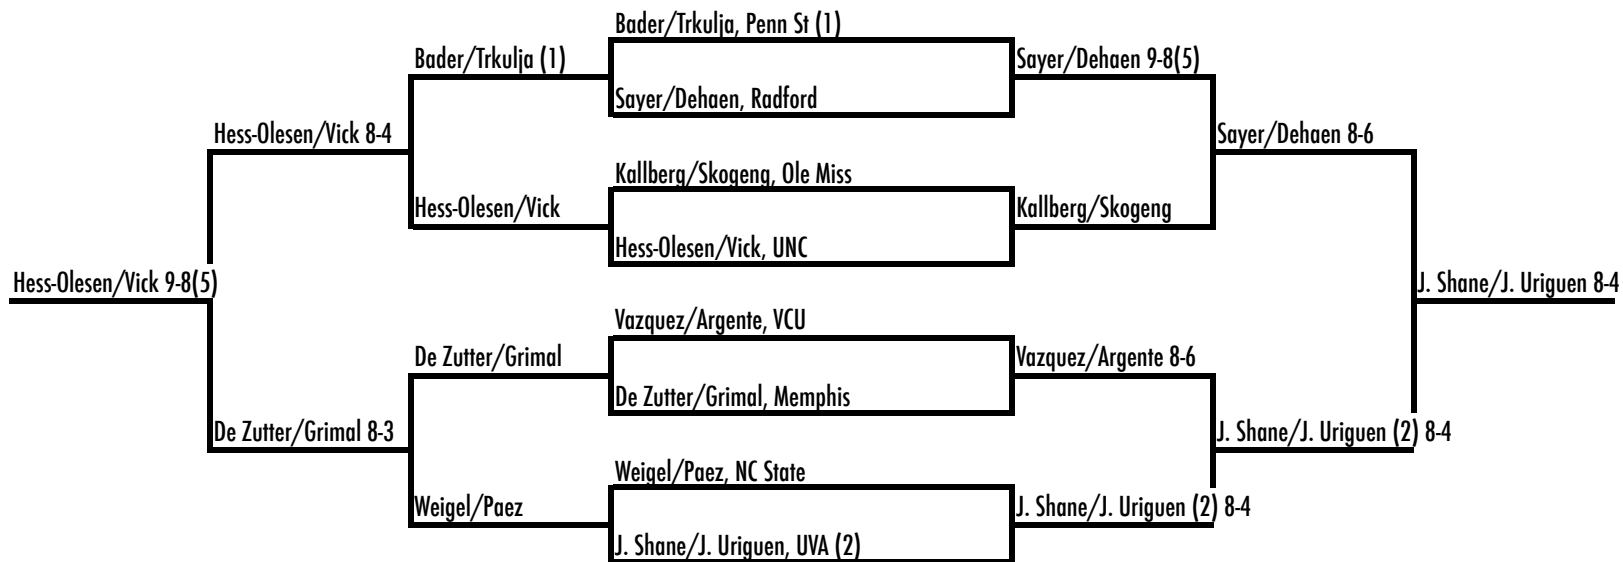 Bader/Trkulja, Penn St (1)
Bader/Trkulja (1)
Sayer/Dehaen 9-8(5)
Sayer/Dehaen, Radford
Hess-Olesen/Vick 8-4
Sayer/Dehaen 8-6
Kallberg/Skogeng, Ole Miss
Hess-Olesen/Vick
Kallberg/Skogeng
Hess-Olesen/Vick, UNC
Hess-Olesen/Vick 9-8(5)
J. Shane/J. Uriguen 8-4
Vazquez/Argente, VCU
De Zutter/Grimal
Vazquez/Argente 8-6
De Zutter/Grimal, Memphis
De Zutter/Grimal 8-3
J. Shane/J. Uriguen (2) 8-4
Weigel/Paez, NC State
Weigel/Paez
J. Shane/J. Uriguen (2) 8-4
J. Shane/J. Uriguen, UVA (2)